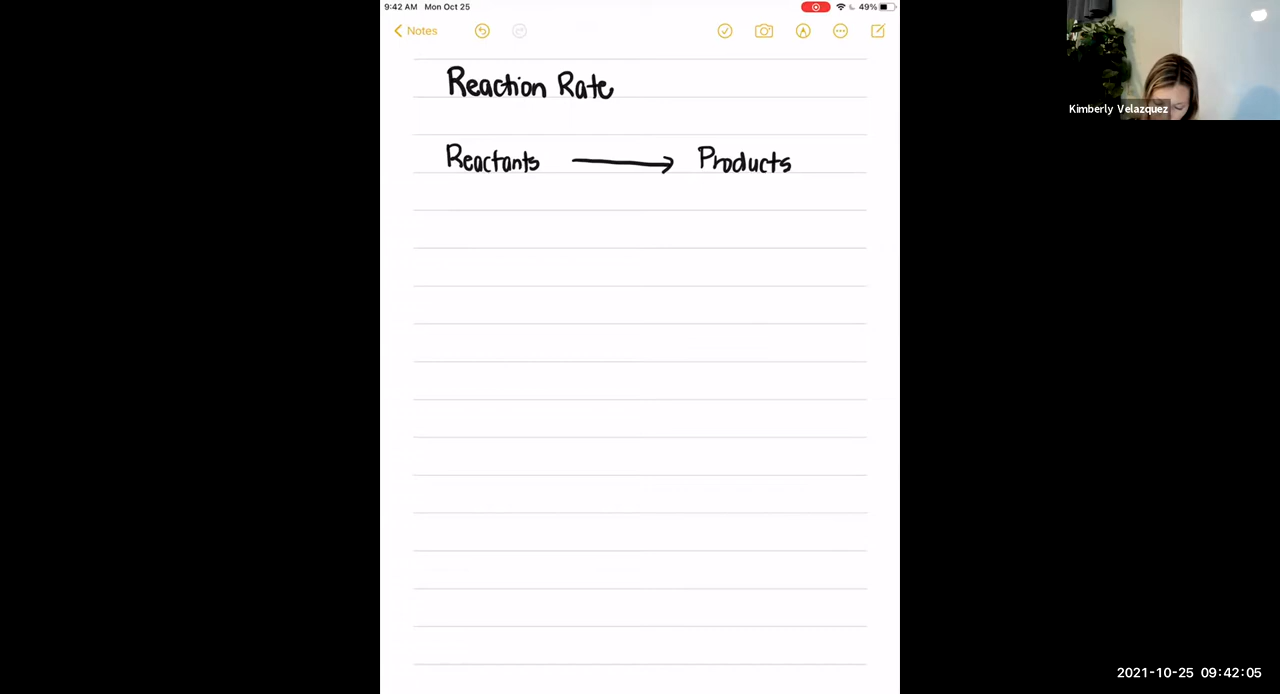 9:42 AM Mon Oct 25
49%
Notes
Reaction Rate
Reactants → Products
Kimberly Velazquez
2021-10-25 09:42:05